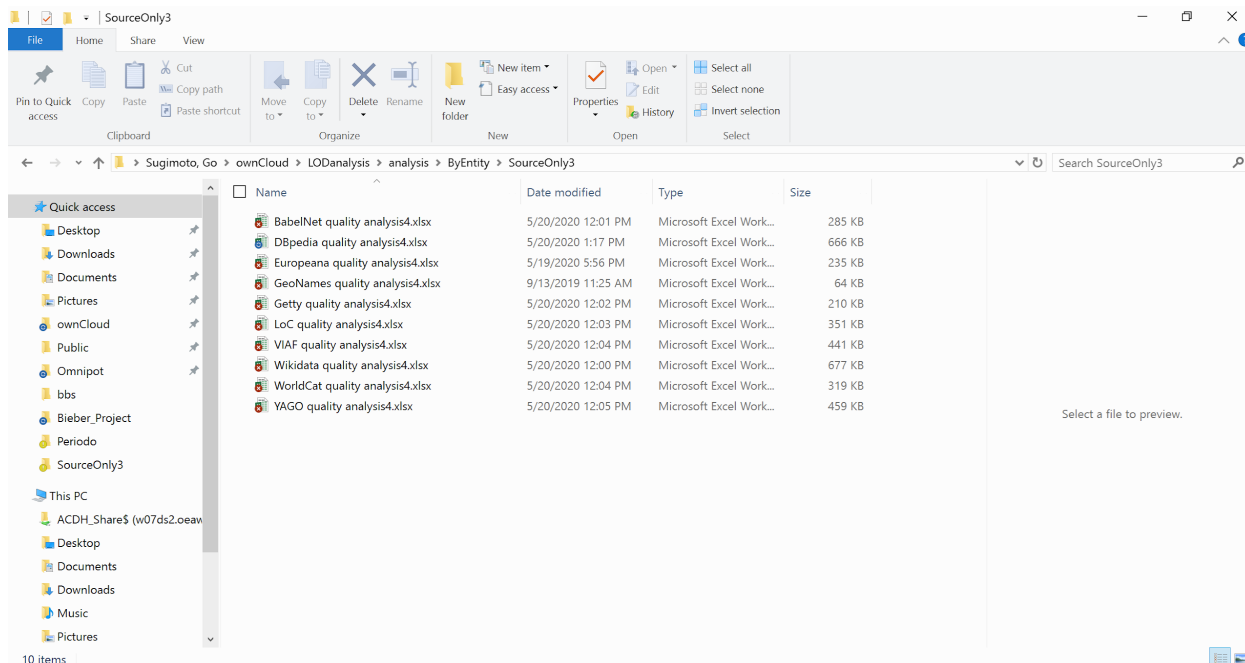 SourceOnly3
File Home Share View
Pin to Quick access
Copy
Paste
Cut
Copy path
Paste shortcut
Clipboard
Move to
Copy to
Delete
Rename
Organize
New folder
New item
Easy access
New
Properties
Open
Edit
History
Open
Select all
Select none
Invert selection
Select
Sugimoto, Go > ownCloud > LODanalysis > analysis > ByEntity > SourceOnly3
Search SourceOnly3
Quick access
Desktop
Downloads
Documents
Pictures
ownCloud
Public
Omnipot
bbs
Bieber_Project
Periodo
SourceOnly3
This PC
ACDH_Share$ (w07ds2.oeaw
Desktop
Documents
Downloads
Music
Pictures
Name Date modified Type Size
BabelNet quality analysis4.xlsx 5/20/2020 12:01 PM Microsoft Excel Work... 285 KB
DBpedia quality analysis4.xlsx 5/20/2020 1:17 PM Microsoft Excel Work... 666 KB
Europeana quality analysis4.xlsx 5/19/2020 5:56 PM Microsoft Excel Work... 235 KB
GeoNames quality analysis4.xlsx 9/13/2019 11:25 AM Microsoft Excel Work... 64 KB
Getty quality analysis4.xlsx 5/20/2020 12:02 PM Microsoft Excel Work... 210 KB
LoC quality analysis4.xlsx 5/20/2020 12:03 PM Microsoft Excel Work... 351 KB
VIAF quality analysis4.xlsx 5/20/2020 12:04 PM Microsoft Excel Work... 441 KB
Wikidata quality analysis4.xlsx 5/20/2020 12:00 PM Microsoft Excel Work... 677 KB
WorldCat quality analysis4.xlsx 5/20/2020 12:04 PM Microsoft Excel Work... 319 KB
YAGO quality analysis4.xlsx 5/20/2020 12:05 PM Microsoft Excel Work... 459 KB
Select a file to preview.
10 items